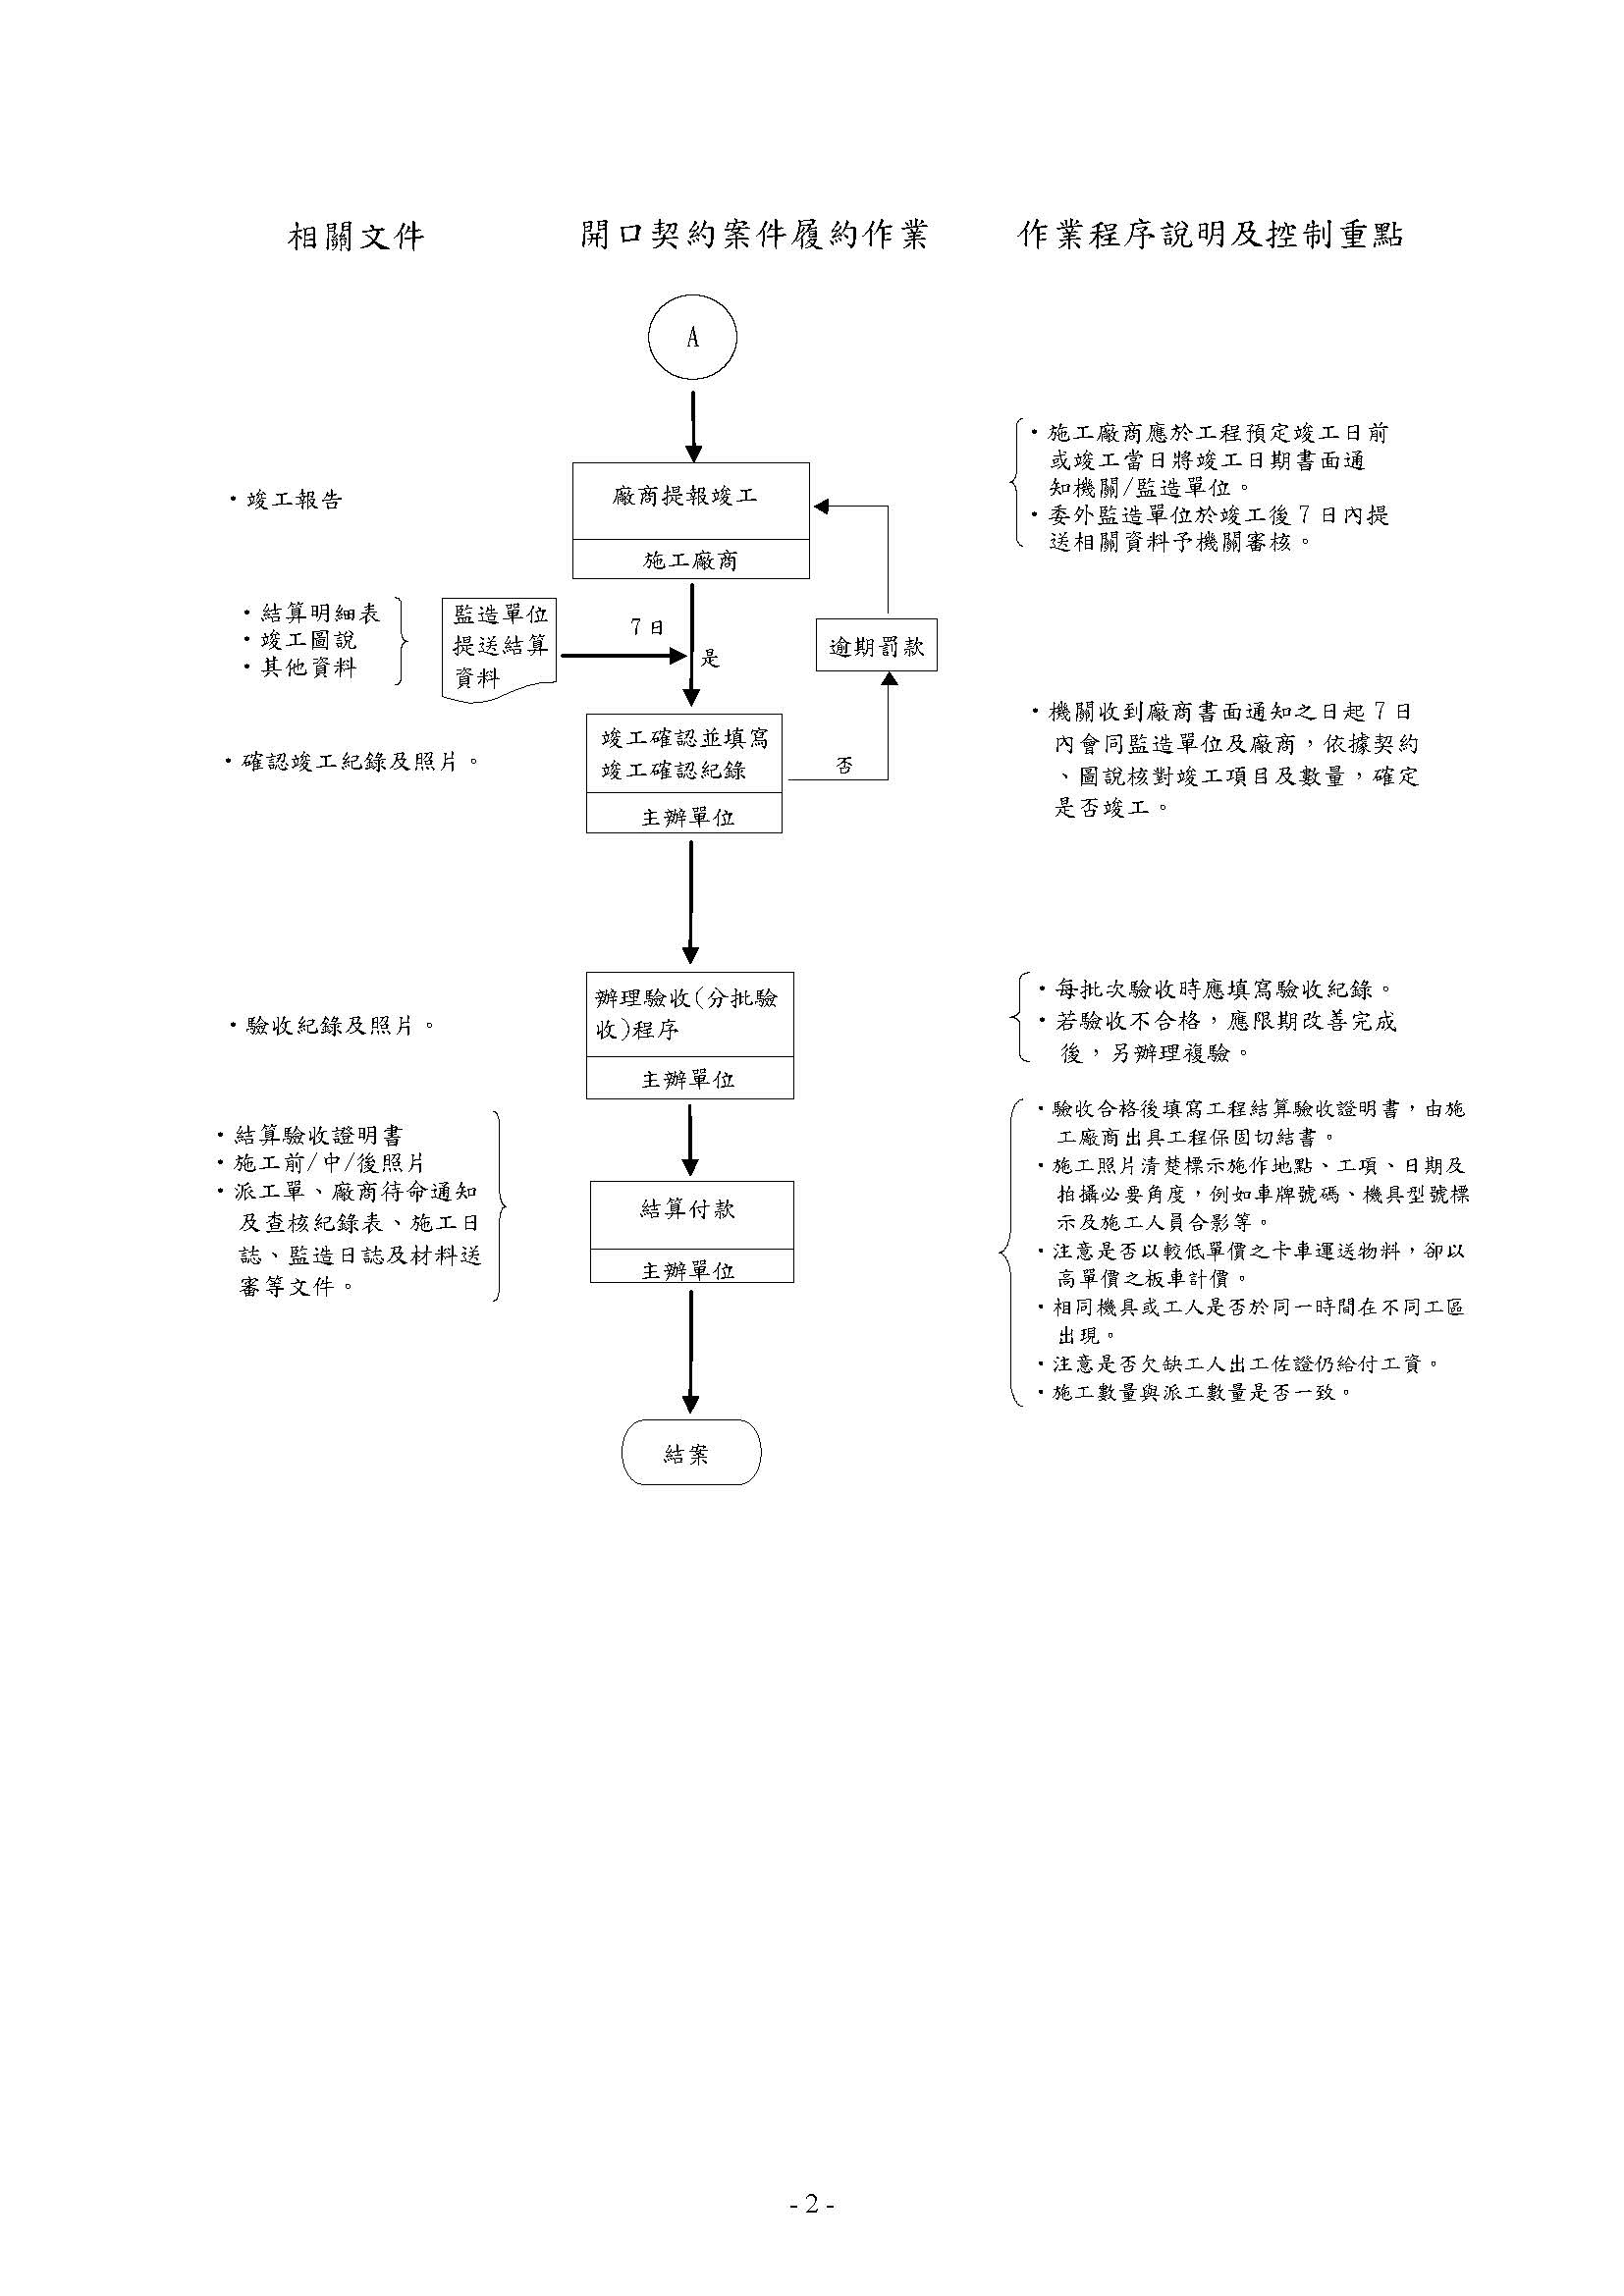 相關文件
開口契約案件履約作業
作業程序說明及控制重點
A
・竣工報告
廠商提報竣工
施工廠商
・施工廠商應於工程預定竣工日前
或竣工當日將竣工日期書面通
知機關/監造單位。
・委外監造單位於竣工後7日內提
送相關資料予機關審核。
・結算明細表
・竣工圖說
・其他資料
監造單位
提送結算
資料
7日
是
逾期罰款
・確認竣工紀錄及照片。
竣工確認並填寫
竣工確認紀錄
主辦單位
否
・機關收到廠商書面通知之日起7日
內會同監造單位及廠商，依據契約
、圖說核對竣工項目及數量，確定
是否竣工。
・驗收紀錄及照片。
辦理驗收(分批驗
收)程序
主辦單位
・每批次驗收時應填寫驗收紀錄。
・若驗收不合格，應限期改善完成
後，另辦理複驗。
・結算驗收證明書
・施工前/中/後照片
・派工單、廠商待命通知
及查核紀錄表、施工日
誌、監造日誌及材料送
審等文件。
結算付款
主辦單位
・驗收合格後填寫工程結算驗收證明書，由施
工廠商出具工程保固切結書。
・施工照片清楚標示施作地點、工項、日期及
拍攝必要角度，例如車牌號碼、機具型號標
示及施工人員合影等。
・注意是否以較低單價之卡車運送物料，卻以
高單價之板車計價。
・相同機具或工人是否於同一時間在不同工區
出現。
・注意是否欠缺工人出工佐證仍給付工資。
・施工數量與派工數量是否一致。
結案
- 2 -